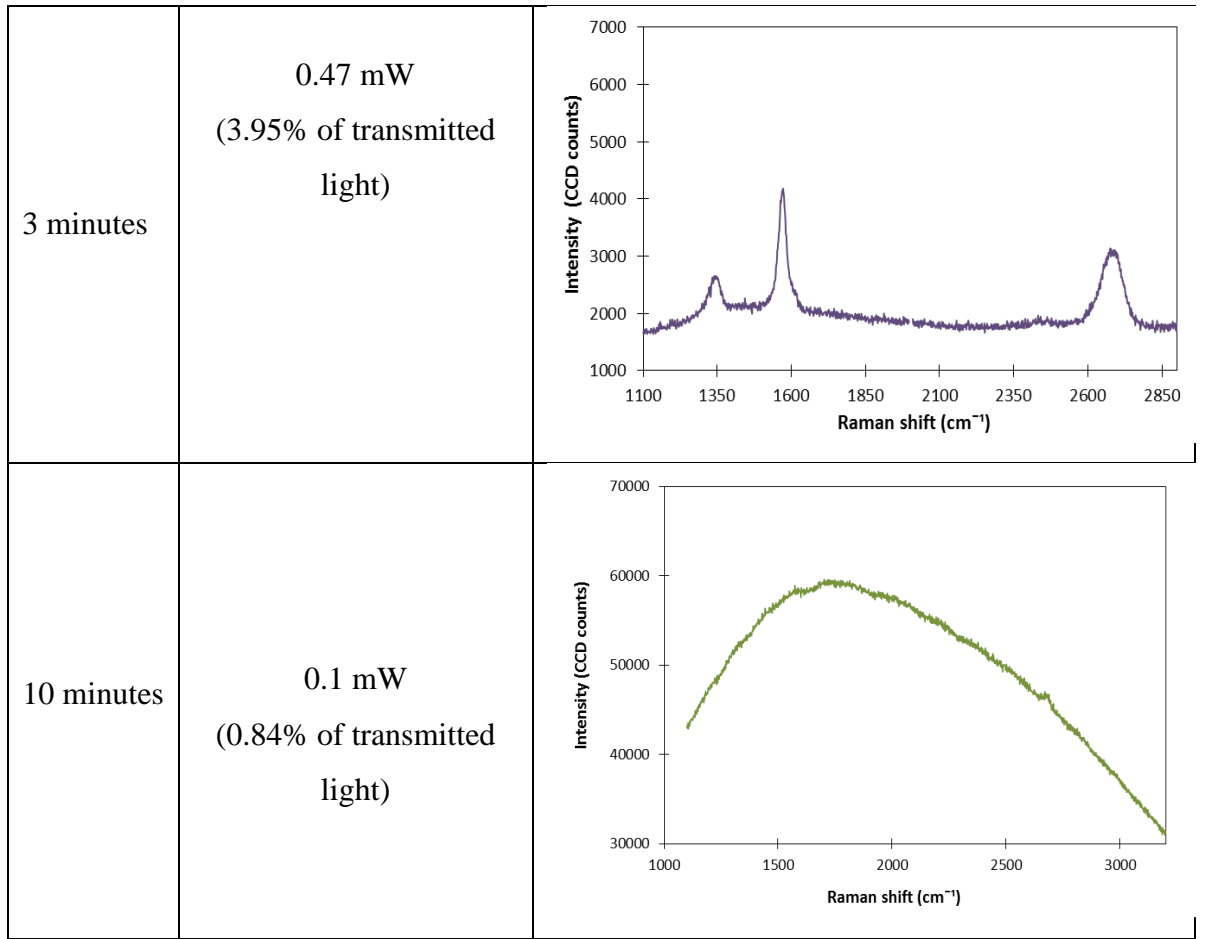 3 minutes
0.47 mW
(3.95% of transmitted
light)
7000
6000
5000
4000
3000
2000
1000
Intensity (CCD counts)
1100 1350 1600 1850 2100 2350 2600 2850
Raman shift (cm⁻¹)
10 minutes
0.1 mW
(0.84% of transmitted
light)
70000
60000
50000
40000
30000
Intensity (CCD counts)
1000 1500 2000 2500 3000
Raman shift (cm⁻¹)